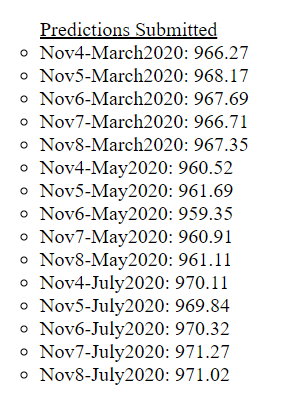 Predictions Submitted
Nov4-March2020: 966.27
Nov5-March2020: 968.17
Nov6-March2020: 967.69
Nov7-March2020: 966.71
Nov8-March2020: 967.35
Nov4-May2020: 960.52
Nov5-May2020: 961.69
Nov6-May2020: 959.35
Nov7-May2020: 960.91
Nov8-May2020: 961.11
Nov4-July2020: 970.11
Nov5-July2020: 969.84
Nov6-July2020: 970.32
Nov7-July2020: 971.27
Nov8-July2020: 971.02